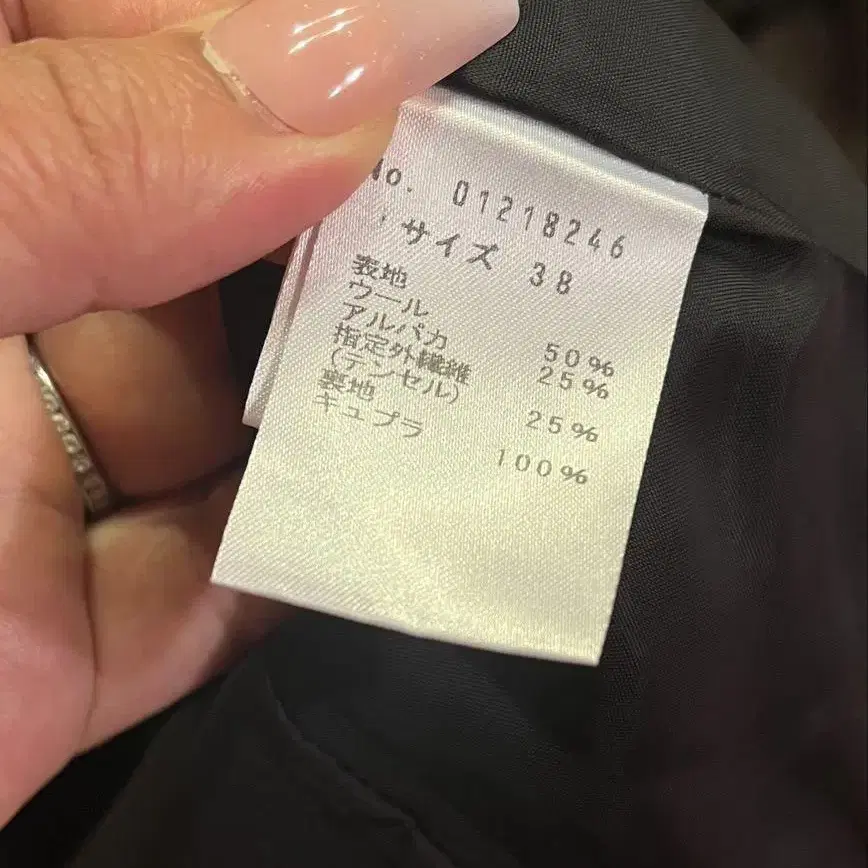 No. 01218246
サイズ 38
表地
ウール 50%
アルパカ 25%
指定外繊維
(テンセル) 25%
裏地
キュプラ 100%